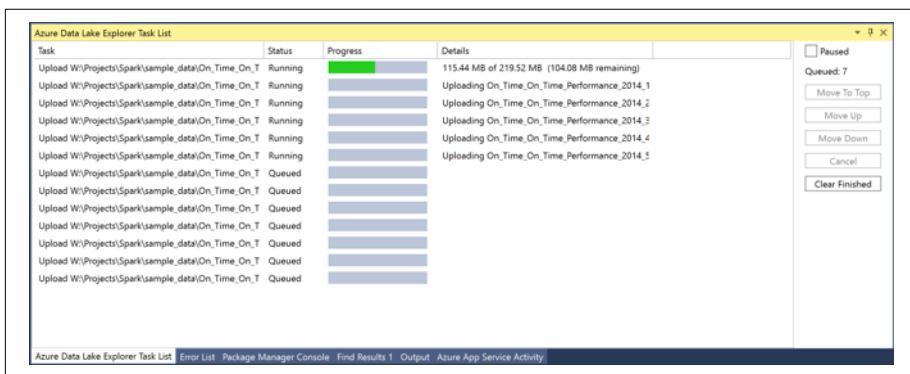 Azure Data Lake Explorer Task List
Task Status Progress Details
Upload W:\Projects\Spark\sample_data\On_Time_On_T Running 115.44 MB of 219.52 MB (104.08 MB remaining)
Upload W:\Projects\Spark\sample_data\On_Time_On_T Running Uploading On_Time_On_Time_Performance_2014_1
Upload W:\Projects\Spark\sample_data\On_Time_On_T Running Uploading On_Time_On_Time_Performance_2014_2
Upload W:\Projects\Spark\sample_data\On_Time_On_T Running Uploading On_Time_On_Time_Performance_2014_3
Upload W:\Projects\Spark\sample_data\On_Time_On_T Running Uploading On_Time_On_Time_Performance_2014_4
Upload W:\Projects\Spark\sample_data\On_Time_On_T Running Uploading On_Time_On_Time_Performance_2014_5
Upload W:\Projects\Spark\sample_data\On_Time_On_T Queued
Upload W:\Projects\Spark\sample_data\On_Time_On_T Queued
Upload W:\Projects\Spark\sample_data\On_Time_On_T Queued
Upload W:\Projects\Spark\sample_data\On_Time_On_T Queued
Upload W:\Projects\Spark\sample_data\On_Time_On_T Queued
Upload W:\Projects\Spark\sample_data\On_Time_On_T Queued
Upload W:\Projects\Spark\sample_data\On_Time_On_T Queued
Paused
Queued: 7
Move To Top
Move Up
Move Down
Cancel
Clear Finished
Azure Data Lake Explorer Task List Error List Package Manager Console Find Results 1 Output Azure App Service Activity